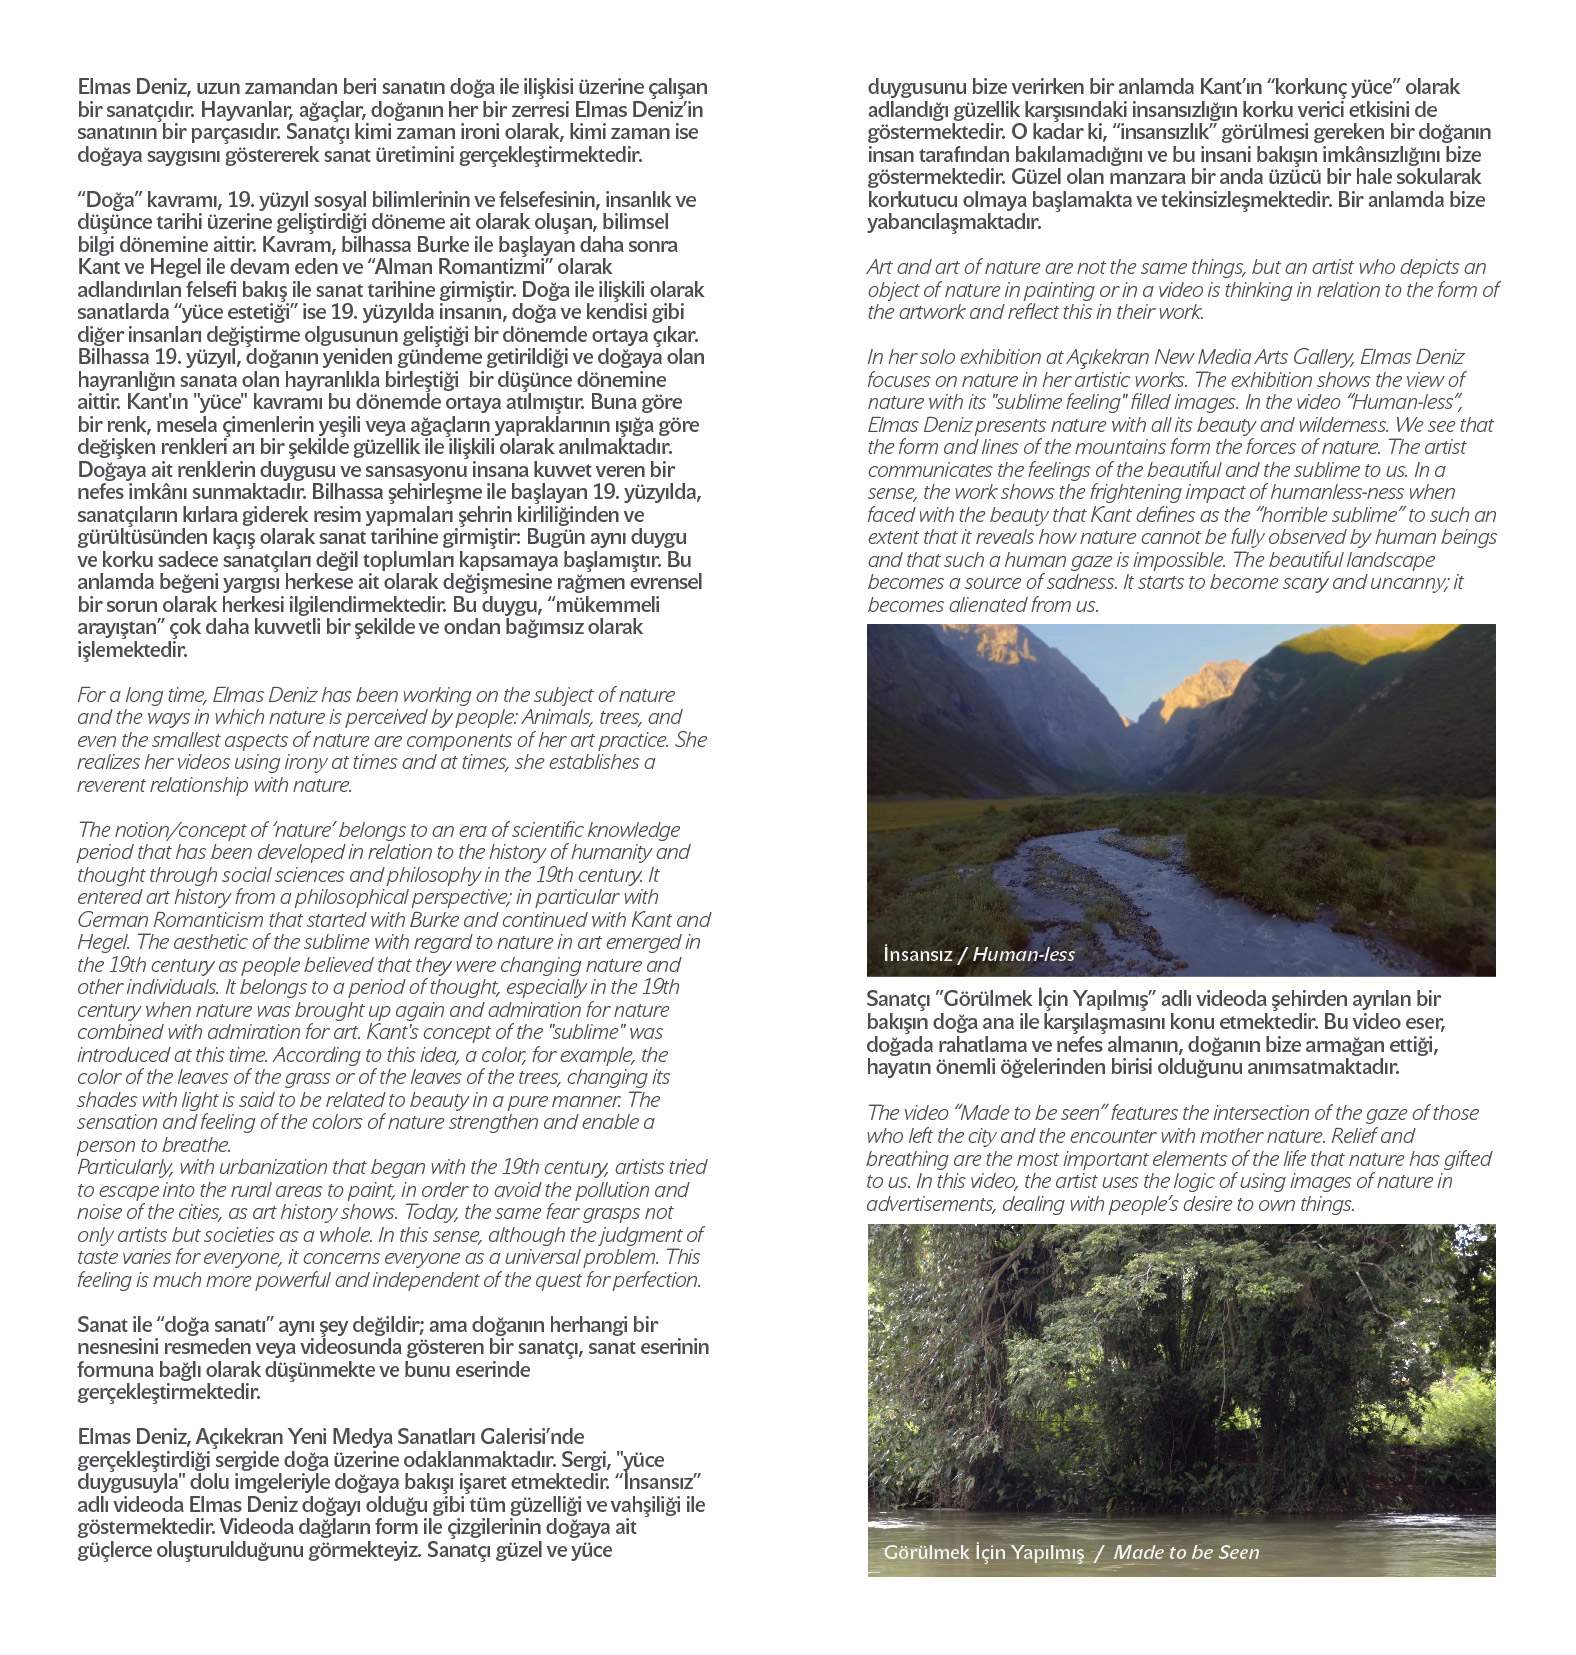 Elmas Deniz, uzun zamandan beri sanatın doğa ile ilişkisi üzerine çalışan
bir sanatçıdır. Hayvanlar, ağaçlar, doğanın her bir zerresi Elmas Deniz’in
sanatının bir parçasıdır. Sanatçı kimi zaman ironi olarak, kimi zaman ise
doğaya saygısını göstererek sanat üretimini gerçekleştirmektedir.
“Doğa” kavramı, 19. yüzyıl sosyal bilimlerinin ve felsefesinin, insanlık ve
düşünce tarihi üzerine geliştirdiği döneme ait olarak oluşan, bilimsel
bilgi dönemine aittir. Kavram, bilhassa Burke ile başlayan daha sonra
Kant ve Hegel ile devam eden ve “Alman Romantizmi” olarak
adlandırılan felsefi bakış ile sanat tarihine girmiştir. Doğa ile ilişkili olarak
sanatlarda “yüce estetiği” ise 19. yüzyılda insanın, doğa ve kendisi gibi
diğer insanları değiştirme olgusunun geliştiği bir dönemde ortaya çıkar.
Bilhassa 19. yüzyıl, doğanın yeniden gündeme getirildiği ve doğaya olan
hayranlığın sanata olan hayranlıkla birleştiği  bir düşünce dönemine
aittir. Kant'ın "yüce" kavramı bu dönemde ortaya atılmıştır. Buna göre
bir renk, mesela çimenlerin yeşili veya ağaçların yapraklarının ışığa göre
değişken renkleri arı bir şekilde güzellik ile ilişkili olarak anılmaktadır.
Doğaya ait renklerin duygusu ve sansasyonu insana kuvvet veren bir
nefes imkânı sunmaktadır. Bilhassa şehirleşme ile başlayan 19. yüzyılda,
sanatçıların kırlara giderek resim yapmaları şehrin kirliliğinden ve
gürültüsünden kaçış olarak sanat tarihine girmiştir: Bugün aynı duygu
ve korku sadece sanatçıları değil toplumları kapsamaya başlamıştır. Bu
anlamda beğeni yargısı herkese ait olarak değişmesine rağmen evrensel
bir sorun olarak herkesi ilgilendirmektedir. Bu duygu, “mükemmeli
arayıştan” çok daha kuvvetli bir şekilde ve ondan bağımsız olarak
işlemektedir.
For a long time, Elmas Deniz has been working on the subject of nature
and the ways in which nature is perceived by people: Animals, trees, and
even the smallest aspects of nature are components of her art practice. She
realizes her videos using irony at times and at times, she establishes a
reverent relationship with nature.
The notion/concept of ‘nature’ belongs to an era of scientific knowledge
period that has been developed in relation to the history of humanity and
thought through social sciences and philosophy in the 19th century. It
entered art history from a philosophical perspective; in particular with
German Romanticism that started with Burke and continued with Kant and
Hegel. The aesthetic of the sublime with regard to nature in art emerged in
the 19th century as people believed that they were changing nature and
other individuals. It belongs to a period of thought, especially in the 19th
century when nature was brought up again and admiration for nature
combined with admiration for art. Kant's concept of the "sublime" was
introduced at this time. According to this idea, a color, for example, the
color of the leaves of the grass or of the leaves of the trees, changing its
shades with light is said to be related to beauty in a pure manner. The
sensation and feeling of the colors of nature strengthen and enable a
person to breathe.
Particularly, with urbanization that began with the 19th century, artists tried
to escape into the rural areas to paint, in order to avoid the pollution and
noise of the cities, as art history shows. Today, the same fear grasps not
only artists but societies as a whole. In this sense, although the judgment of
taste varies for everyone, it concerns everyone as a universal problem. This
feeling is much more powerful and independent of the quest for perfection.
Sanat ile “doğa sanatı” aynı şey değildir; ama doğanın herhangi bir
nesnesini resmeden veya videosunda gösteren bir sanatçı, sanat eserinin
formuna bağlı olarak düşünmekte ve bunu eserinde
gerçekleştirmektedir.
Elmas Deniz, Açıkekran Yeni Medya Sanatları Galerisi’nde
gerçekleştirdiği sergide doğa üzerine odaklanmaktadır. Sergi, "yüce
duygusuyla" dolu imgeleriyle doğaya bakışı işaret etmektedir. “İnsansız”
adlı videoda Elmas Deniz doğayı olduğu gibi tüm güzelliği ve vahşiliği ile
göstermektedir. Videoda dağların form ile çizgilerinin doğaya ait
güçlerce oluşturulduğunu görmekteyiz. Sanatçı güzel ve yüce
duygusunu bize verirken bir anlamda Kant’ın “korkunç yüce” olarak
adlandığı güzellik karşısındaki insansızlığın korku verici etkisini de
göstermektedir. O kadar ki, “insansızlık” görülmesi gereken bir doğanın
insan tarafından bakılamadığını ve bu insani bakışın imkânsızlığını bize
göstermektedir. Güzel olan manzara bir anda üzücü bir hale sokularak
korkutucu olmaya başlamakta ve tekinsizleşmektedir. Bir anlamda bize
yabancılaşmaktadır.
Art and art of nature are not the same things, but an artist who depicts an
object of nature in painting or in a video is thinking in relation to the form of
the artwork and reflect this in their work.
In her solo exhibition at Açıkekran New Media Arts Gallery, Elmas Deniz
focuses on nature in her artistic works. The exhibition shows the view of
nature with its "sublime feeling" filled images. In the video “Human-less”,
Elmas Deniz presents nature with all its beauty and wilderness. We see that
the form and lines of the mountains form the forces of nature. The artist
communicates the feelings of the beautiful and the sublime to us. In a
sense, the work shows the frightening impact of humanless-ness when
faced with the beauty that Kant defines as the “horrible sublime” to such an
extent that it reveals how nature cannot be fully observed by human beings
and that such a human gaze is impossible. The beautiful landscape
becomes a source of sadness. It starts to become scary and uncanny; it
becomes alienated from us.
İnsansız / Human-less
Sanatçı ”Görülmek İçin Yapılmış” adlı videoda şehirden ayrılan bir
bakışın doğa ana ile karşılaşmasını konu etmektedir. Bu video eser,
doğada rahatlama ve nefes almanın, doğanın bize armağan ettiği,
hayatın önemli öğelerinden birisi olduğunu anımsatmaktadır.
The video “Made to be seen” features the intersection of the gaze of those
who left the city and the encounter with mother nature. Relief and
breathing are the most important elements of the life that nature has gifted
to us. In this video, the artist uses the logic of using images of nature in
advertisements, dealing with people’s desire to own things.
Görülmek İçin Yapılmış  /  Made to be Seen